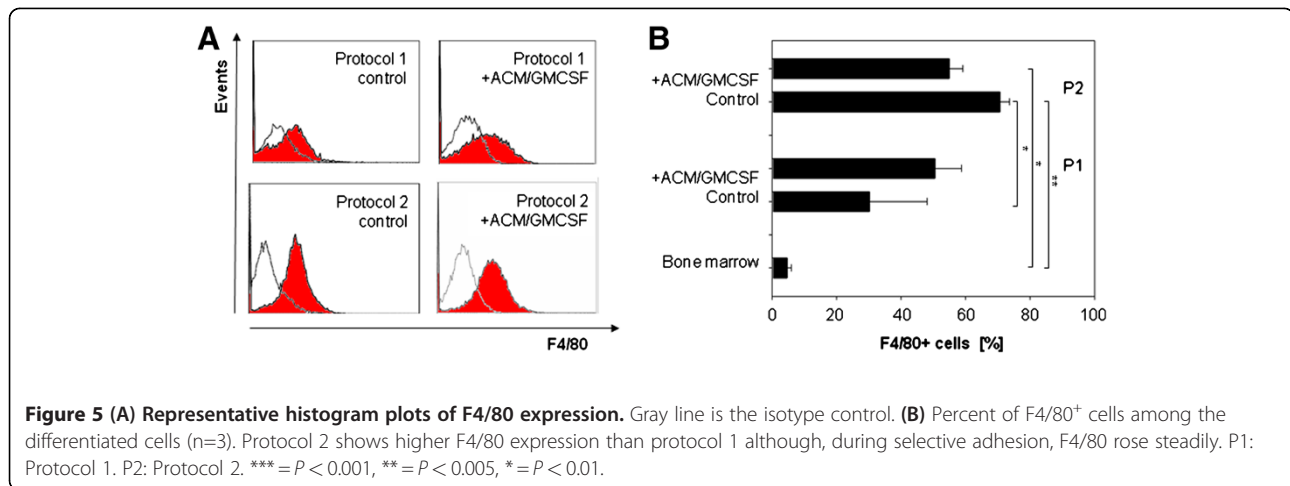 A
Events
Protocol 1
control
Protocol 1
+ACM/GMCSF
Protocol 2
control
Protocol 2
+ACM/GMCSF
F4/80
B
+ACM/GMCSF
Control
P2
+ACM/GMCSF
Control
P1
Bone marrow
*
*
**
0 20 40 60 80 100
F4/80+ cells [%]
Figure 5 (A) Representative histogram plots of F4/80 expression. Gray line is the isotype control. (B) Percent of F4/80+ cells among the
differentiated cells (n=3). Protocol 2 shows higher F4/80 expression than protocol 1 although, during selective adhesion, F4/80 rose steadily. P1:
Protocol 1. P2: Protocol 2. *** = P < 0.001, ** = P < 0.005, * = P < 0.01.